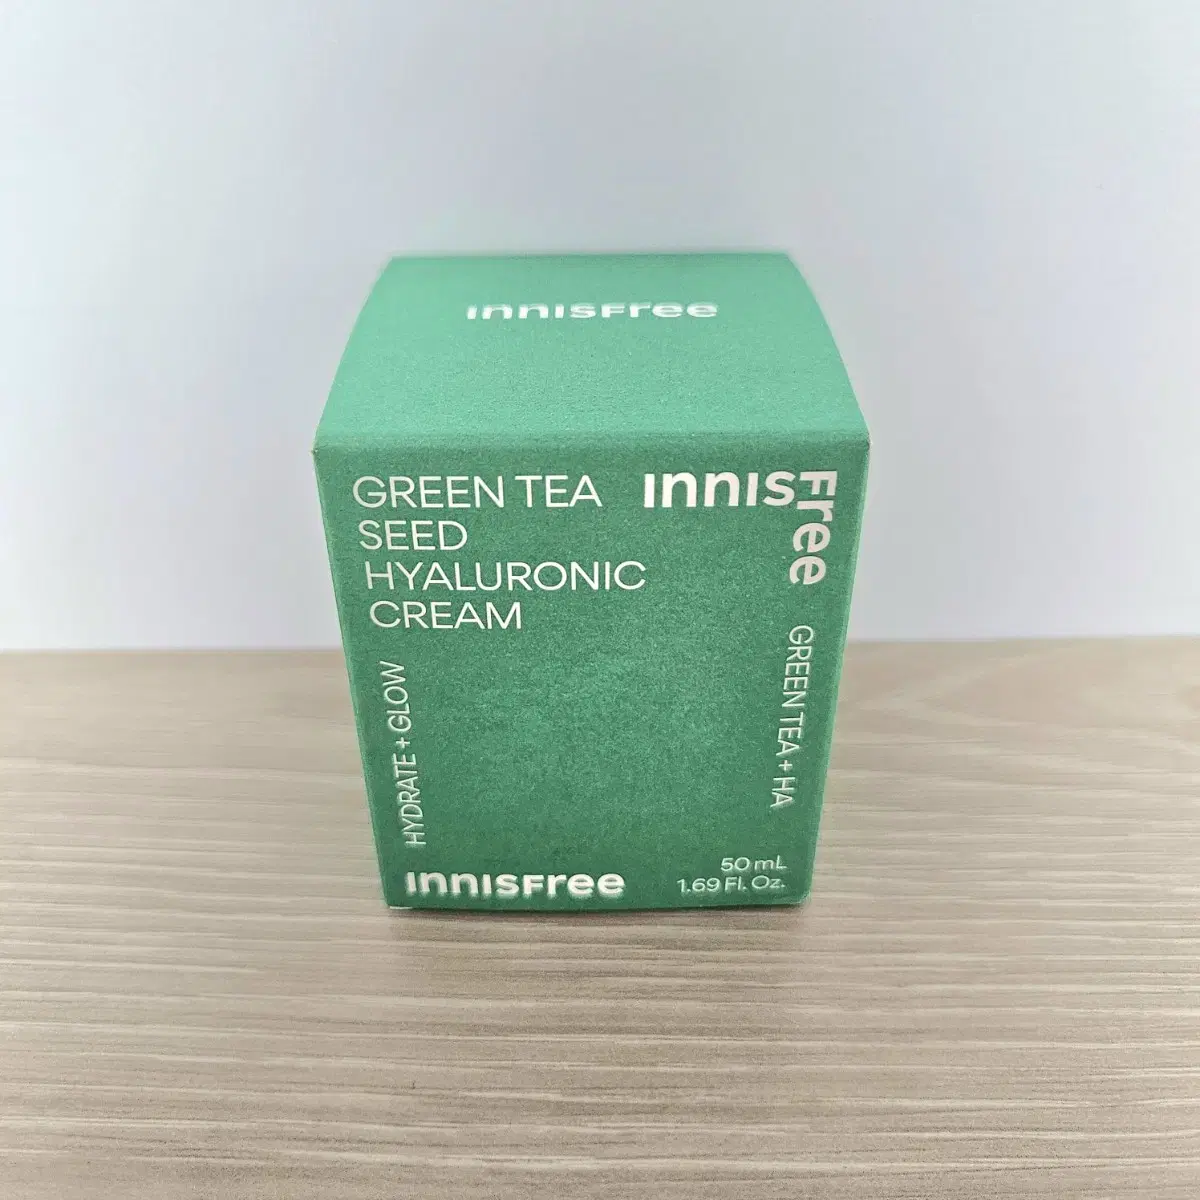 INNISFree
GREEN TEA
SEED
HYALURONIC
CREAM
INNISFree
HYDRATE + GLOW
GREEN TEA + HA
INNISFree
50 mL
1.69 Fl. Oz.